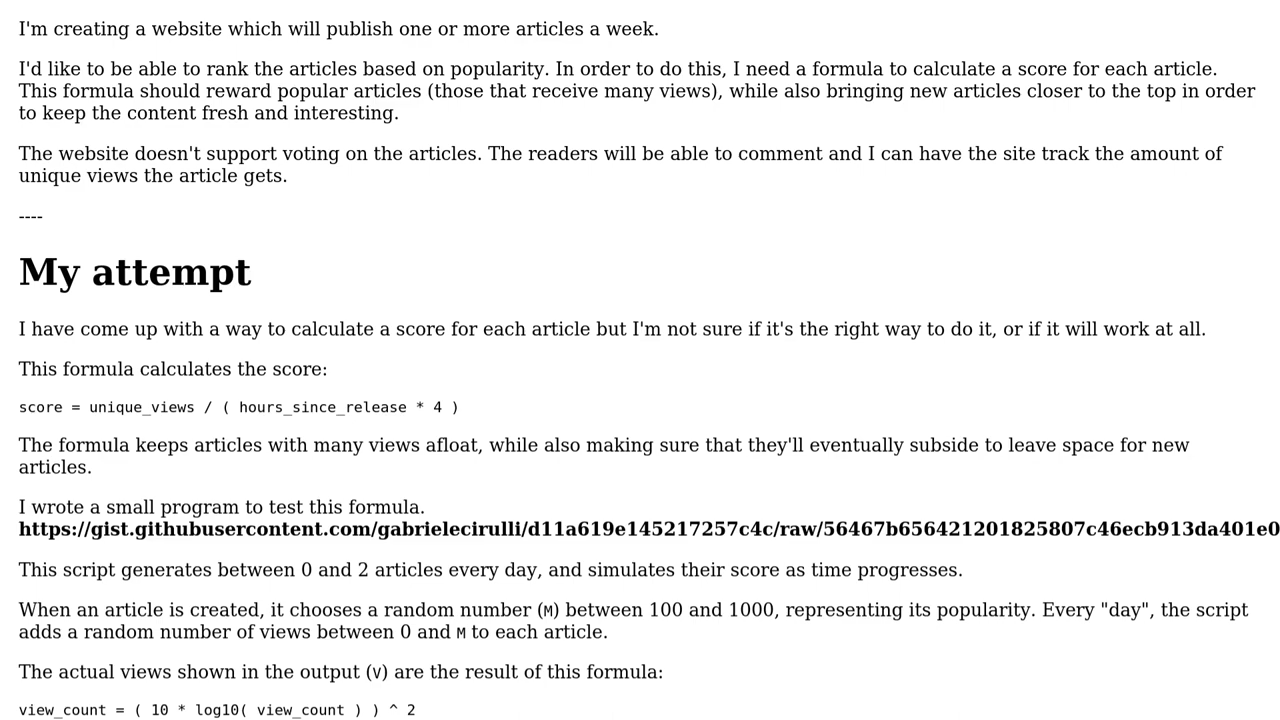 I'm creating a website which will publish one or more articles a week.
I'd like to be able to rank the articles based on popularity. In order to do this, I need a formula to calculate a score for each article.
This formula should reward popular articles (those that receive many views), while also bringing new articles closer to the top in order
to keep the content fresh and interesting.
The website doesn't support voting on the articles. The readers will be able to comment and I can have the site track the amount of
unique views the article gets.
----
My attempt
I have come up with a way to calculate a score for each article but I'm not sure if it's the right way to do it, or if it will work at all.
This formula calculates the score:
score = unique_views / ( hours_since_release * 4 )
The formula keeps articles with many views afloat, while also making sure that they'll eventually subside to leave space for new
articles.
I wrote a small program to test this formula.
https://gist.githubusercontent.com/gabrielecirulli/d11a619e145217257c4c/raw/56467b656421201825807c46ecb913da401e0
This script generates between 0 and 2 articles every day, and simulates their score as time progresses.
When an article is created, it chooses a random number (M) between 100 and 1000, representing its popularity. Every "day", the script
adds a random number of views between 0 and M to each article.
The actual views shown in the output (V) are the result of this formula:
view_count = ( 10 * log10( view_count ) ) ^ 2